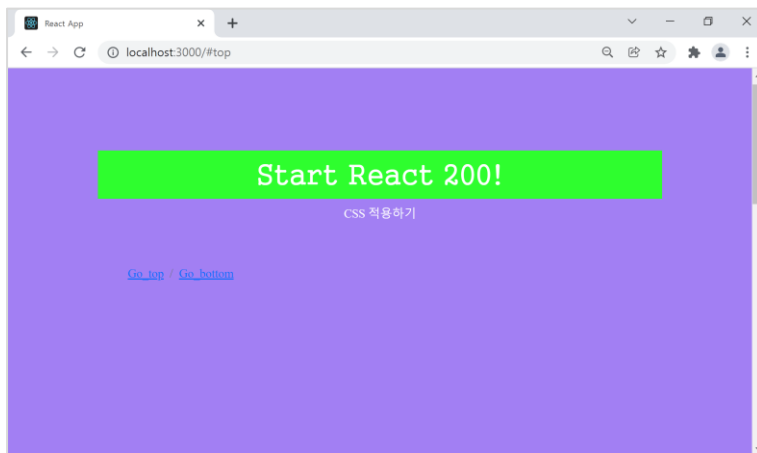 React App
localhost:3000/#top
Start React 200!
CSS 적용하기
Go_top / Go_bottom